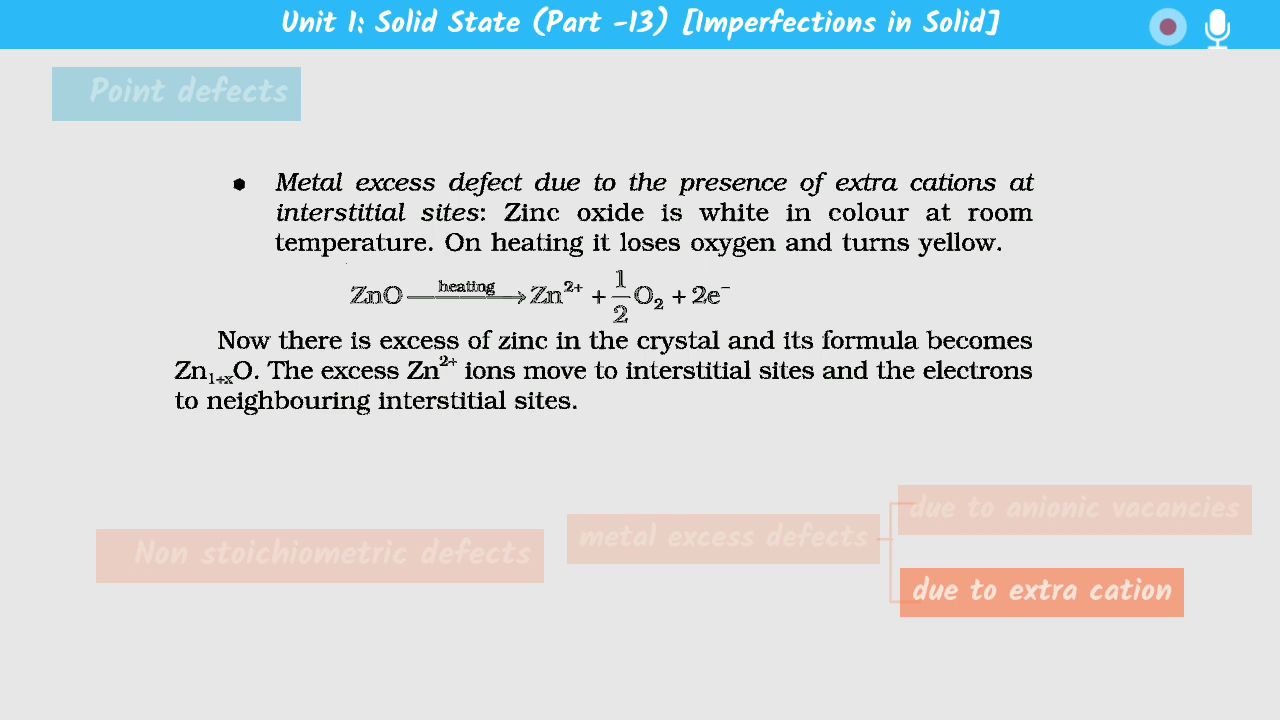 Unit 1: Solid State (Part -13) [Imperfections in Solid]
Point defects
• Metal excess defect due to the presence of extra cations at
interstitial sites: Zinc oxide is white in colour at room
temperature. On heating it loses oxygen and turns yellow.
ZnO —heating→ Zn²⁺ + 1/2 O₂ + 2e⁻
Now there is excess of zinc in the crystal and its formula becomes
Zn₁₊ₓO. The excess Zn²⁺ ions move to interstitial sites and the electrons
to neighbouring interstitial sites.
Non stoichiometric defects
metal excess defects
due to anionic vacancies
due to extra cation